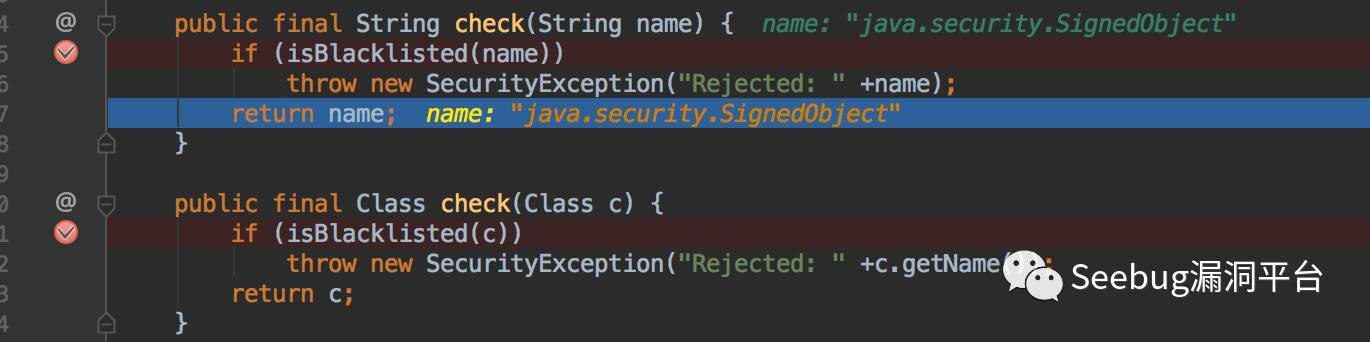 4 @ public final String check(String name) { name: "java.security.SignedObject"
5 if (isBlacklisted(name))
6 throw new SecurityException("Rejected: " +name);
7 return name; name: "java.security.SignedObject"
8 }
9
0 @ public final Class check(Class c) {
1 if (isBlacklisted(c))
2 throw new SecurityException("Rejected: " +c.getName());
3 return c;
4 }
Seebug漏洞平台